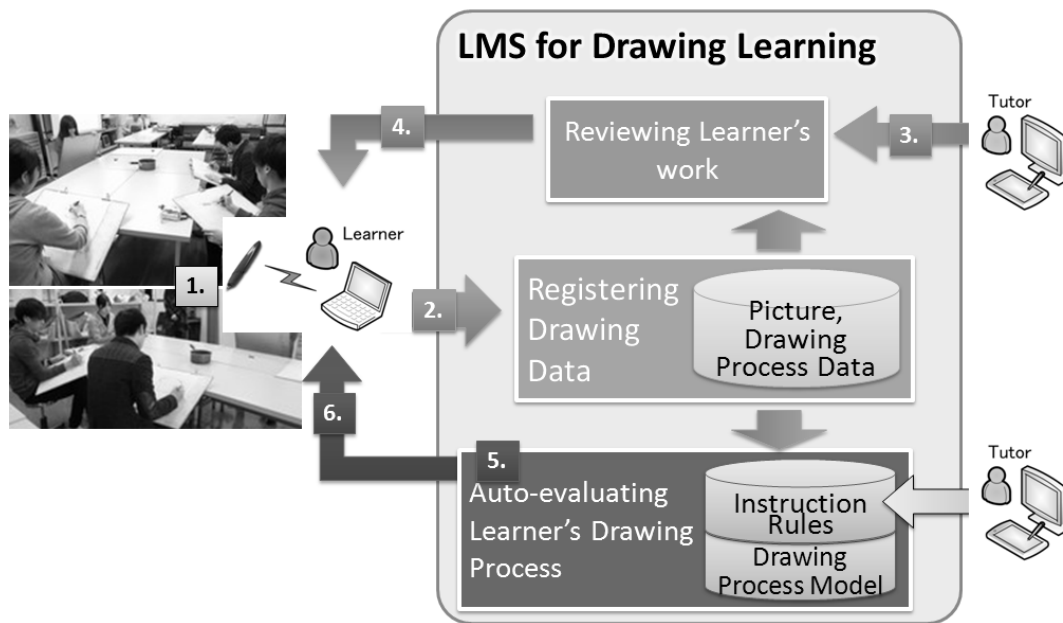 LMS for Drawing Learning
Tutor
4.
Reviewing Learner's
work
3.
Learner
1.
2.
Registering
Drawing
Data
Picture,
Drawing
Process Data
6.
5.
Auto-evaluating
Learner's Drawing
Process
Instruction
Rules
Drawing
Process Model
Tutor